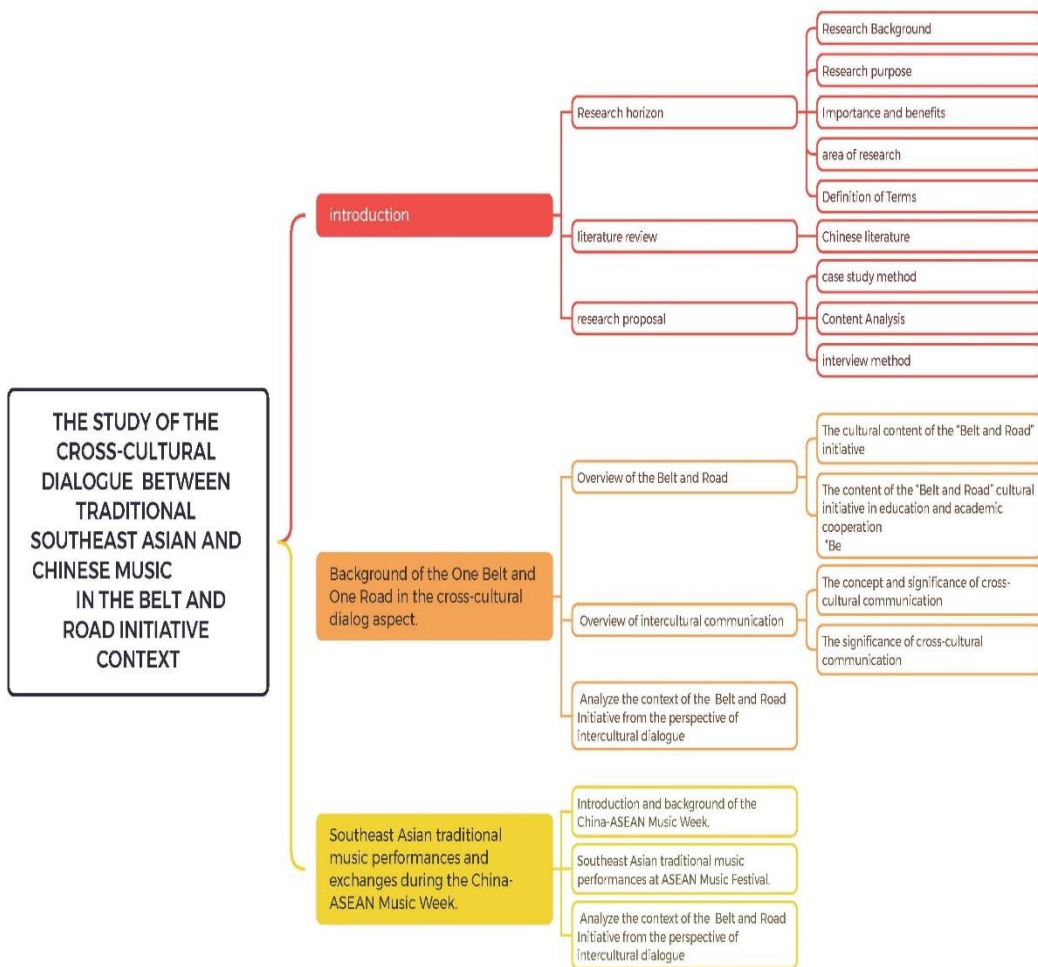 THE STUDY OF THE
CROSS-CULTURAL
DIALOGUE BETWEEN
TRADITIONAL
SOUTHEAST ASIAN AND
CHINESE MUSIC
IN THE BELT AND
ROAD INITIATIVE
CONTEXT
introduction
Research horizon
Research Background
Research purpose
Importance and benefits
area of research
Definition of Terms
literature review
Chinese literature
research proposal
case study method
Content Analysis
interview method
Background of the One Belt and
One Road in the cross-cultural
dialog aspect.
Overview of the Belt and Road
The cultural content of the "Belt and Road"
initiative
The content of the "Belt and Road" cultural
initiative in education and academic
cooperation
"Be
Overview of intercultural communication
The concept and significance of cross-
cultural communication
The significance of cross-cultural
communication
Analyze the context of the Belt and Road
Initiative from the perspective of
intercultural dialogue
Southeast Asian traditional
music performances and
exchanges during the China-
ASEAN Music Week.
Introduction and background of the
China-ASEAN Music Week.
Southeast Asian traditional music
performances at ASEAN Music Festival.
Analyze the context of the Belt and Road
Initiative from the perspective of
intercultural dialogue